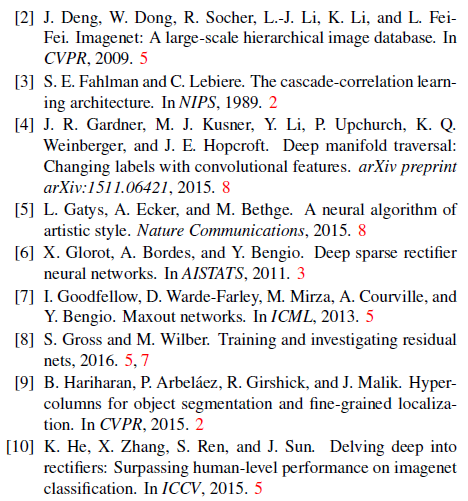 [2] J. Deng, W. Dong, R. Socher, L.-J. Li, K. Li, and L. Fei-
Fei. Imagenet: A large-scale hierarchical image database. In
CVPR, 2009. 5
[3] S. E. Fahlman and C. Lebiere. The cascade-correlation learn-
ing architecture. In NIPS, 1989. 2
[4] J. R. Gardner, M. J. Kusner, Y. Li, P. Upchurch, K. Q.
Weinberger, and J. E. Hopcroft. Deep manifold traversal:
Changing labels with convolutional features. arXiv preprint
arXiv:1511.06421, 2015. 8
[5] L. Gatys, A. Ecker, and M. Bethge. A neural algorithm of
artistic style. Nature Communications, 2015. 8
[6] X. Glorot, A. Bordes, and Y. Bengio. Deep sparse rectifier
neural networks. In AISTATS, 2011. 3
[7] I. Goodfellow, D. Warde-Farley, M. Mirza, A. Courville, and
Y. Bengio. Maxout networks. In ICML, 2013. 5
[8] S. Gross and M. Wilber. Training and investigating residual
nets, 2016. 5, 7
[9] B. Hariharan, P. Arbeláez, R. Girshick, and J. Malik. Hyper-
columns for object segmentation and fine-grained localiza-
tion. In CVPR, 2015. 2
[10] K. He, X. Zhang, S. Ren, and J. Sun. Delving deep into
rectifiers: Surpassing human-level performance on imagenet
classification. In ICCV, 2015. 5